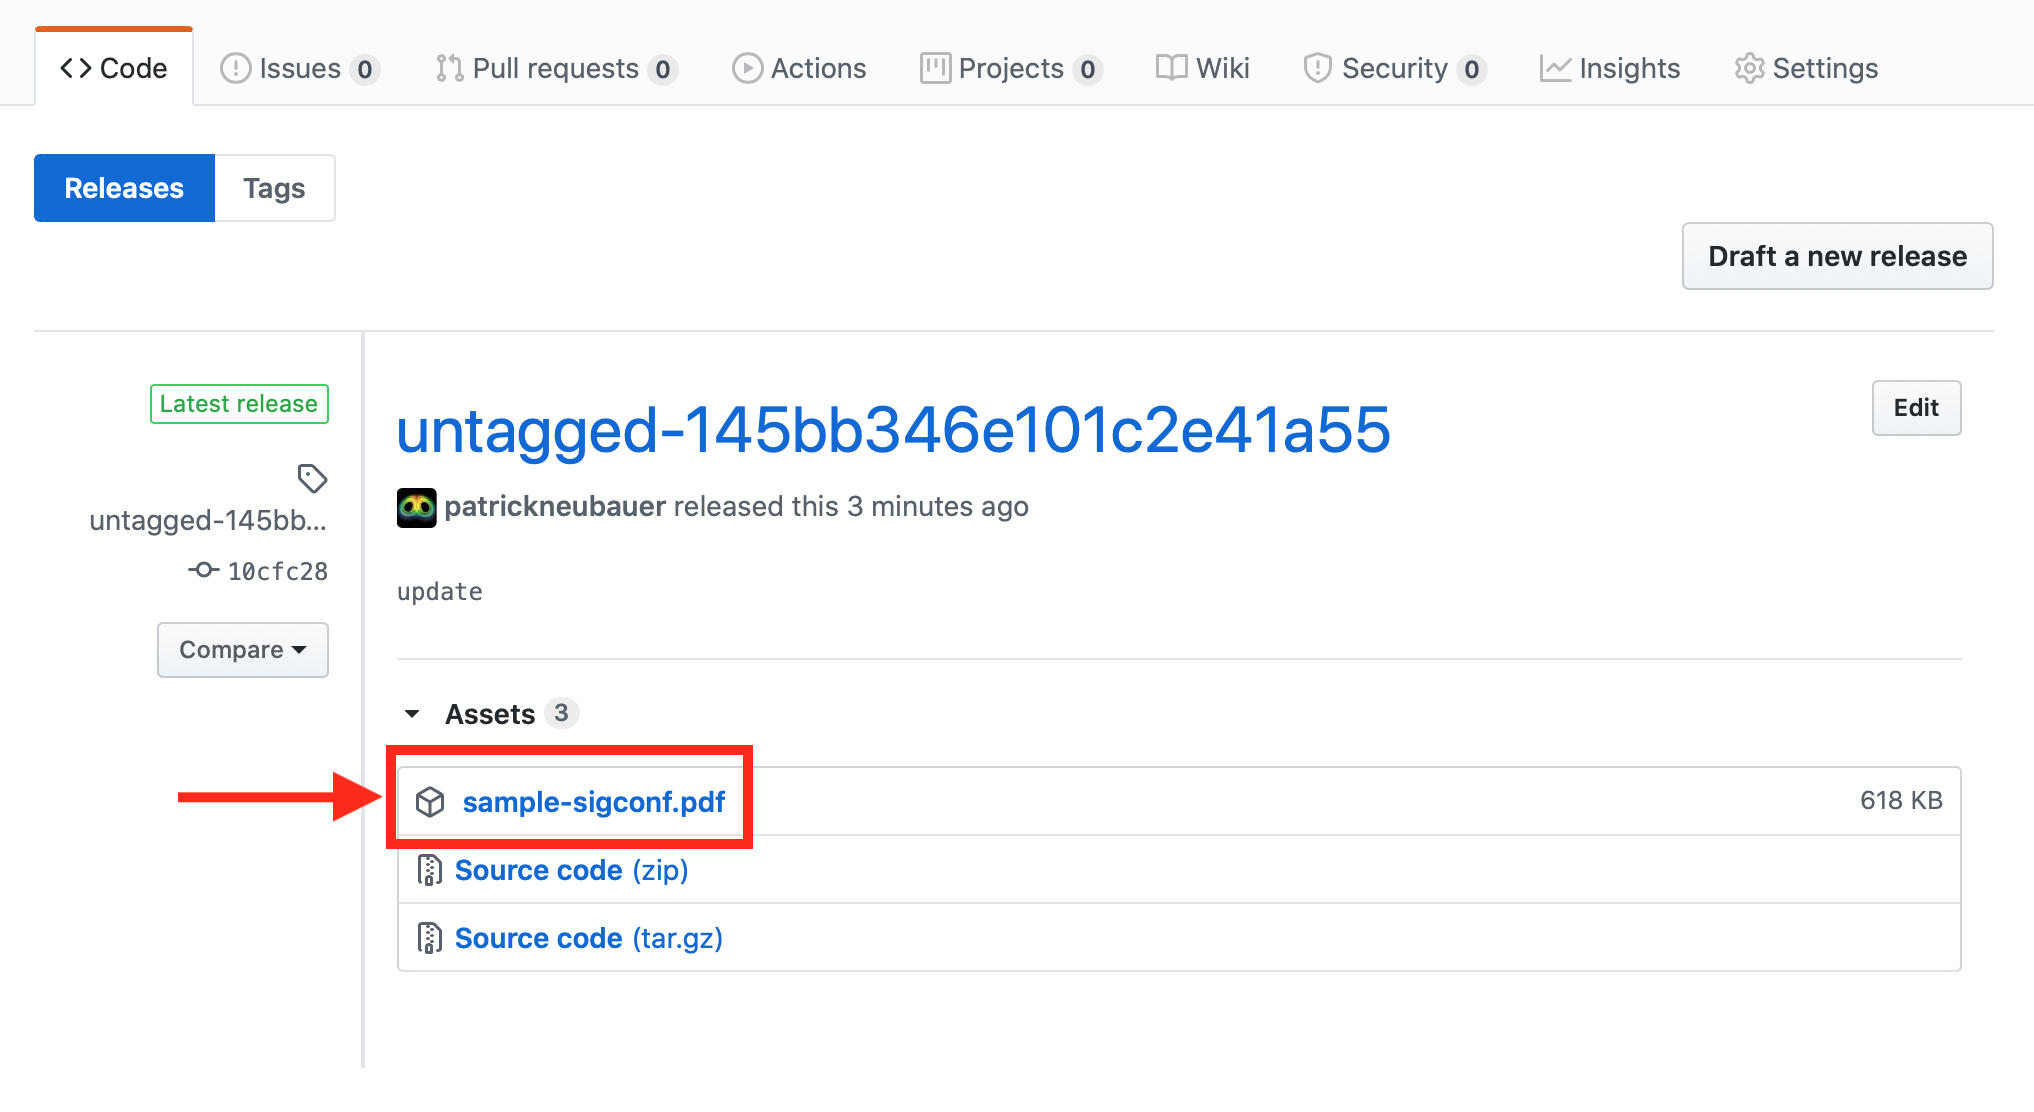 Code Issues 0 Pull requests 0 Actions Projects 0 Wiki Security 0 Insights Settings
Releases Tags
Draft a new release
Latest release
untagged-145bb...
10cfc28
Compare
untagged-145bb346e101c2e41a55
Edit
patrickneubauer released this 3 minutes ago
update
Assets 3
sample-sigconf.pdf 618 KB
Source code (zip)
Source code (tar.gz)